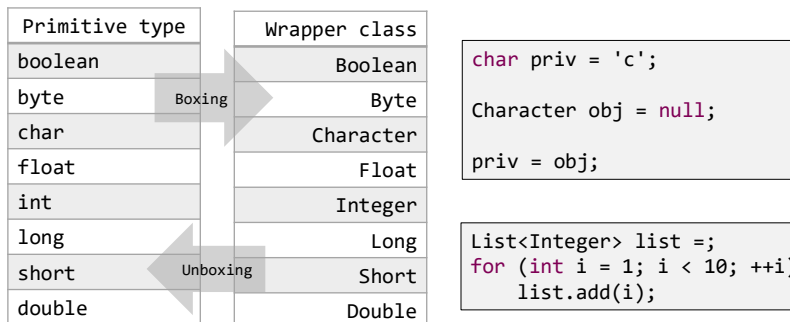 Primitive type Wrapper class
boolean Boolean
byte Boxing Byte
char Character
float Float
int Integer
long Long
short Unboxing Short
double Double
char priv = 'c';
Character obj = null;
priv = obj;
List<Integer> list =;
for (int i = 1; i < 10; ++i)
list.add(i);